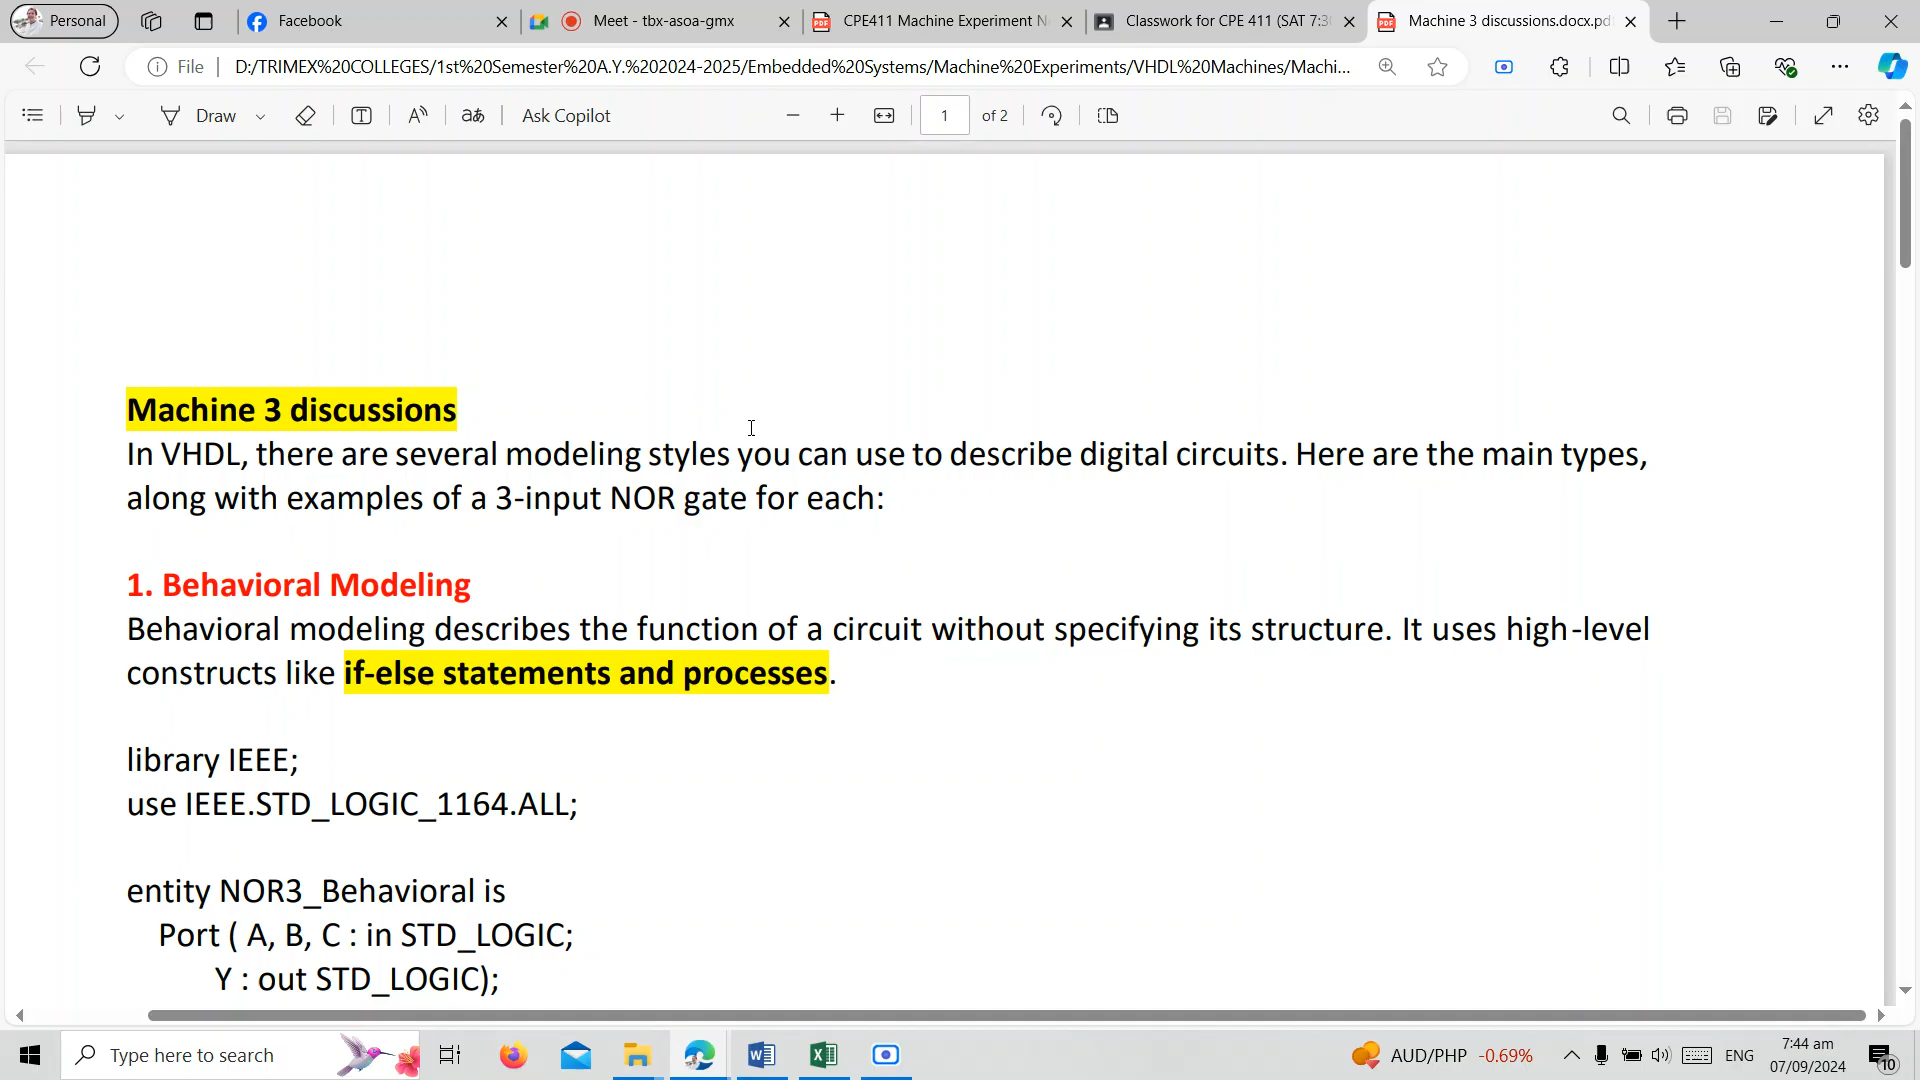 Personal
Facebook
Meet - tbx-asoa-gmx
CPE411 Machine Experiment N
Classwork for CPE 411 (SAT 7:3
Machine 3 discussions.docx.pd
File
D:/TRIMEX%20COLLEGES/1st%20Semester%20A.Y.%202024-2025/Embedded%20Systems/Machine%20Experiments/VHDL%20Machines/Machi...
Draw
Ask Copilot
1 of 2
Machine 3 discussions
In VHDL, there are several modeling styles you can use to describe digital circuits. Here are the main types,
along with examples of a 3-input NOR gate for each:
1. Behavioral Modeling
Behavioral modeling describes the function of a circuit without specifying its structure. It uses high-level
constructs like if-else statements and processes.
library IEEE;
use IEEE.STD_LOGIC_1164.ALL;
entity NOR3_Behavioral is
Port ( A, B, C : in STD_LOGIC;
Y : out STD_LOGIC);
Type here to search
AUD/PHP -0.69%
ENG
7:44 am
07/09/2024
10